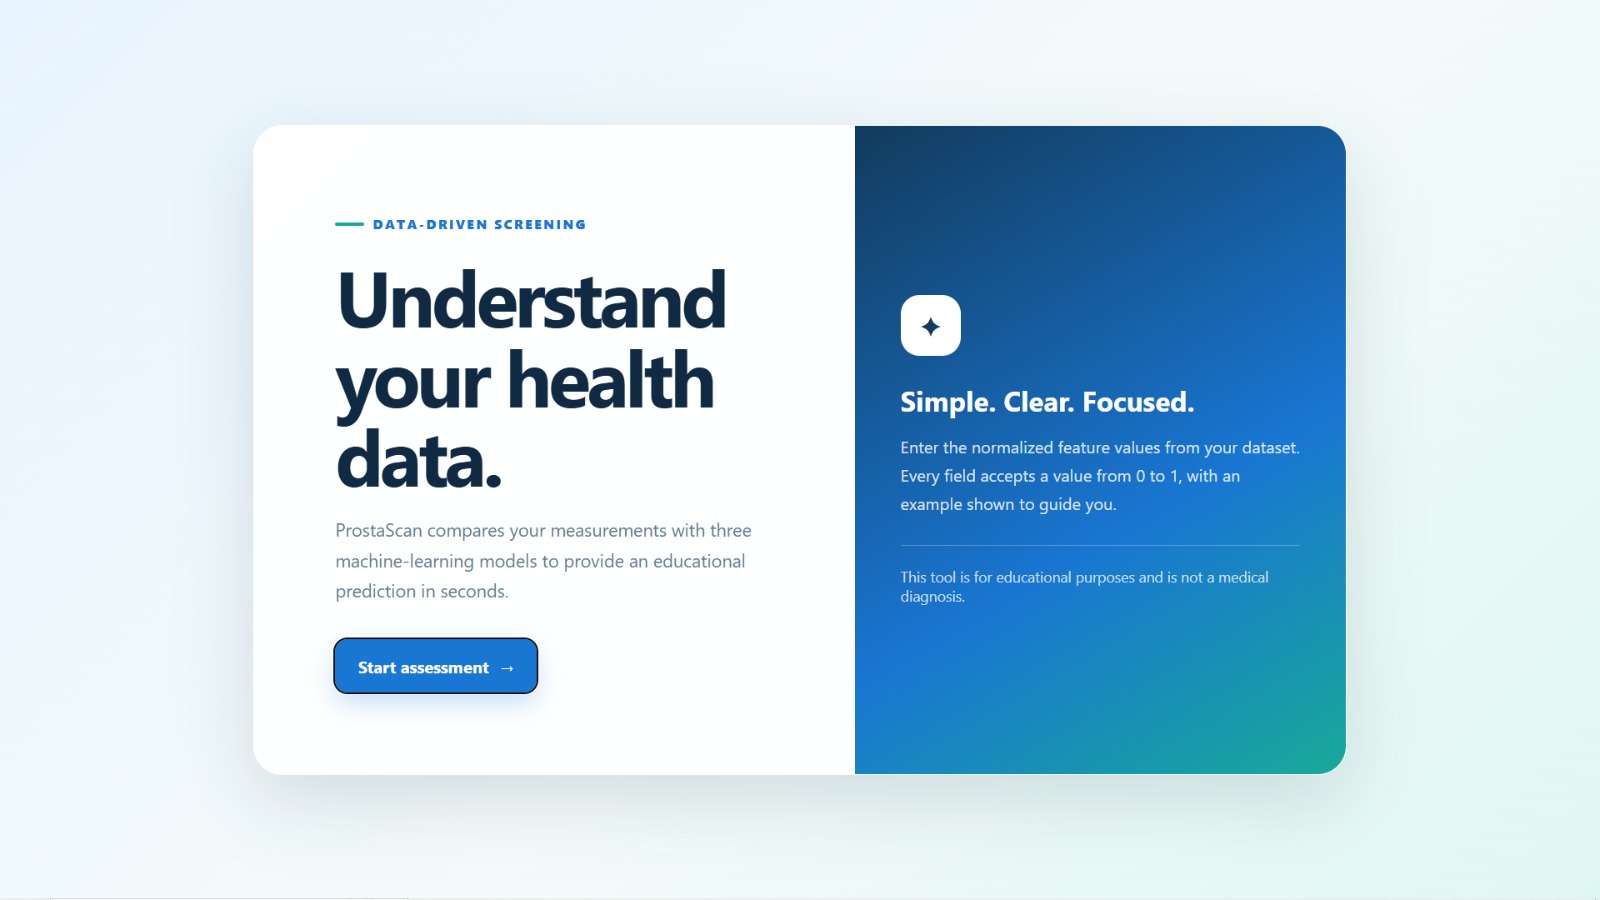 DATA-DRIVEN SCREENING
Understand
your health
data.
ProstaScan compares your measurements with three
machine-learning models to provide an educational
prediction in seconds.
Start assessment →
Simple. Clear. Focused.
Enter the normalized feature values from your dataset.
Every field accepts a value from 0 to 1, with an
example shown to guide you.
This tool is for educational purposes and is not a medical
diagnosis.